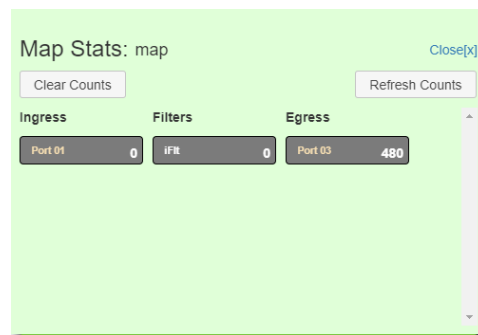 Map Stats: map
Close[x]
Clear Counts
Refresh Counts
Ingress Filters Egress
Port 01 0 iFlt 0 Port 03 480